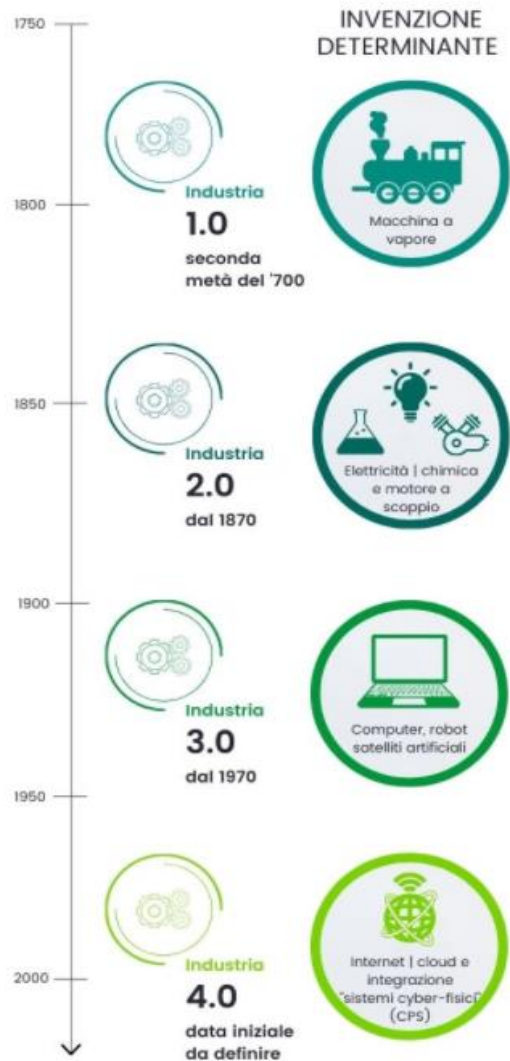 INVENZIONE
DETERMINANTE
1750
Industria
1.0
seconda
metà del '700
Macchina a
vapore
1800
1850
Industria
2.0
dal 1870
Elettricità | chimica
e motore a
scoppio
1900
Industria
3.0
dal 1970
Computer, robot
satelliti artificiali
1950
Industria
4.0
data iniziale
da definire
Internet | cloud e
integrazione
"sistemi cyber-fisici"
(CPS)
2000